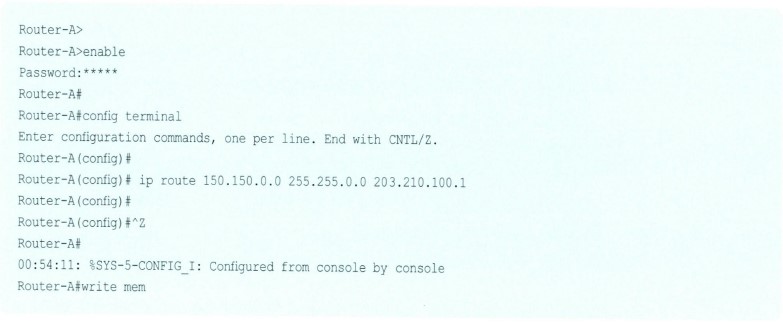 Router-A>
Router-A>enable
Password:*****
Router-A#
Router-A#config terminal
Enter configuration commands, one per line. End with CNTL/Z.
Router-A(config)#
Router-A(config)# ip route 150.150.0.0 255.255.0.0 203.210.100.1
Router-A(config)#
Router-A(config)#^Z
Router-A#
00:54:11: %SYS-5-CONFIG_I: Configured from console by console
Router-A#write mem